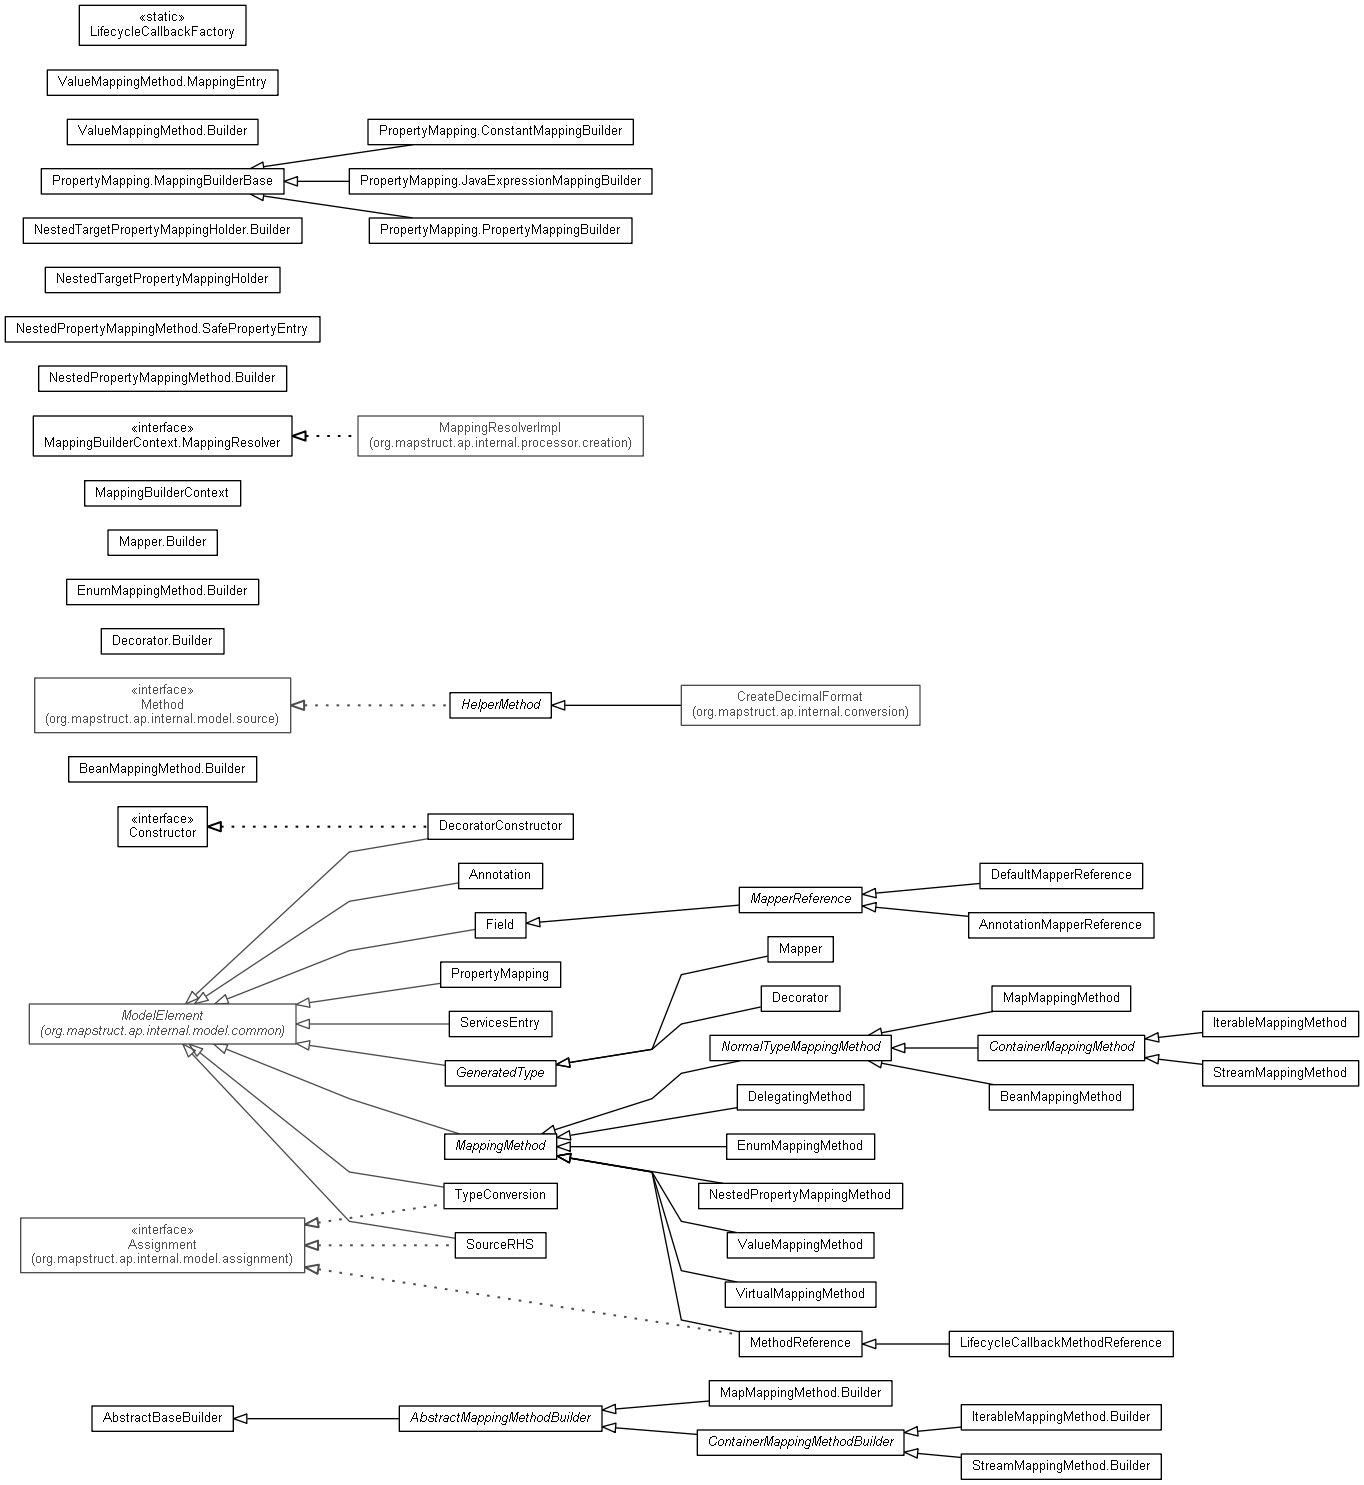 «static»
LifecycleCallbackFactory
ValueMappingMethod.MappingEntry
ValueMappingMethod.Builder
PropertyMapping.ConstantMappingBuilder
PropertyMapping.MappingBuilderBase
PropertyMapping.JavaExpressionMappingBuilder
NestedTargetPropertyMappingHolder.Builder
PropertyMapping.PropertyMappingBuilder
NestedTargetPropertyMappingHolder
NestedPropertyMappingMethod.SafePropertyEntry
NestedPropertyMappingMethod.Builder
«interface»
MappingBuilderContext.MappingResolver
MappingResolverImpl
(org.mapstruct.ap.internal.processor.creation)
MappingBuilderContext
Mapper.Builder
EnumMappingMethod.Builder
Decorator.Builder
«interface»
Method
(org.mapstruct.ap.internal.model.source)
HelperMethod
CreateDecimalFormat
(org.mapstruct.ap.internal.conversion)
BeanMappingMethod.Builder
«interface»
Constructor
DecoratorConstructor
Annotation
DefaultMapperReference
MapperReference
Field
AnnotationMapperReference
Mapper
PropertyMapping
Decorator
MapMappingMethod
ModelElement
(org.mapstruct.ap.internal.model.common)
ServicesEntry
IterableMappingMethod
NormalTypeMappingMethod
ContainerMappingMethod
GeneratedType
StreamMappingMethod
DelegatingMethod
BeanMappingMethod
MappingMethod
EnumMappingMethod
TypeConversion
NestedPropertyMappingMethod
«interface»
Assignment
(org.mapstruct.ap.internal.model.assignment)
SourceRHS
ValueMappingMethod
VirtualMappingMethod
MethodReference
LifecycleCallbackMethodReference
MapMappingMethod.Builder
AbstractBaseBuilder
AbstractMappingMethodBuilder
IterableMappingMethod.Builder
ContainerMappingMethodBuilder
StreamMappingMethod.Builder